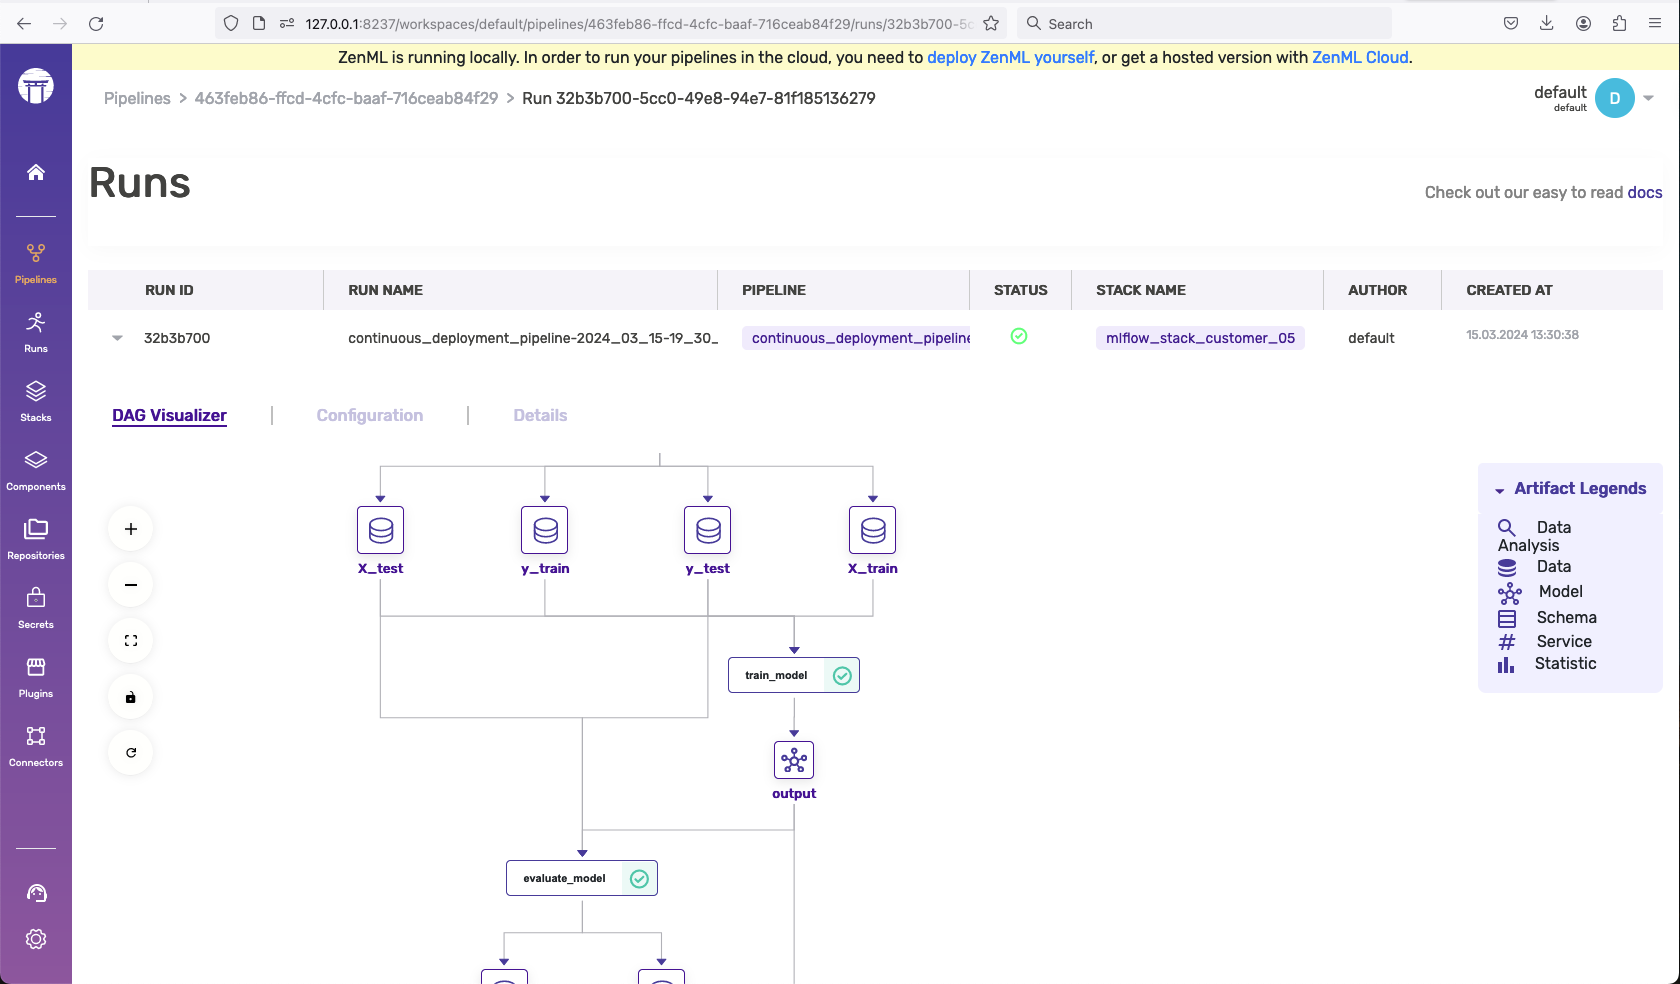 127.0.0.1:8237/workspaces/default/pipelines/463feb86-ffcd-4cfc-baaf-716ceab84f29/runs/32b3b700-5c
Search
ZenML is running locally. In order to run your pipelines in the cloud, you need to deploy ZenML yourself, or get a hosted version with ZenML Cloud.
Pipelines > 463feb86-ffcd-4cfc-baaf-716ceab84f29 > Run 32b3b700-5cc0-49e8-94e7-81f185136279
default
default
D
Runs
Check out our easy to read docs
Pipelines
Runs
Stacks
Components
Repositories
Secrets
Plugins
Connectors
RUN ID RUN NAME PIPELINE STATUS STACK NAME AUTHOR CREATED AT
32b3b700 continuous_deployment_pipeline-2024_03_15-19_30_ continuous_deployment_pipeline mlflow_stack_customer_05 default 15.03.2024 13:30:38
DAG Visualizer | Configuration | Details
X_test y_train y_test X_train
train_model
output
evaluate_model
Artifact Legends
Data
Analysis
Data
Model
Schema
Service
Statistic